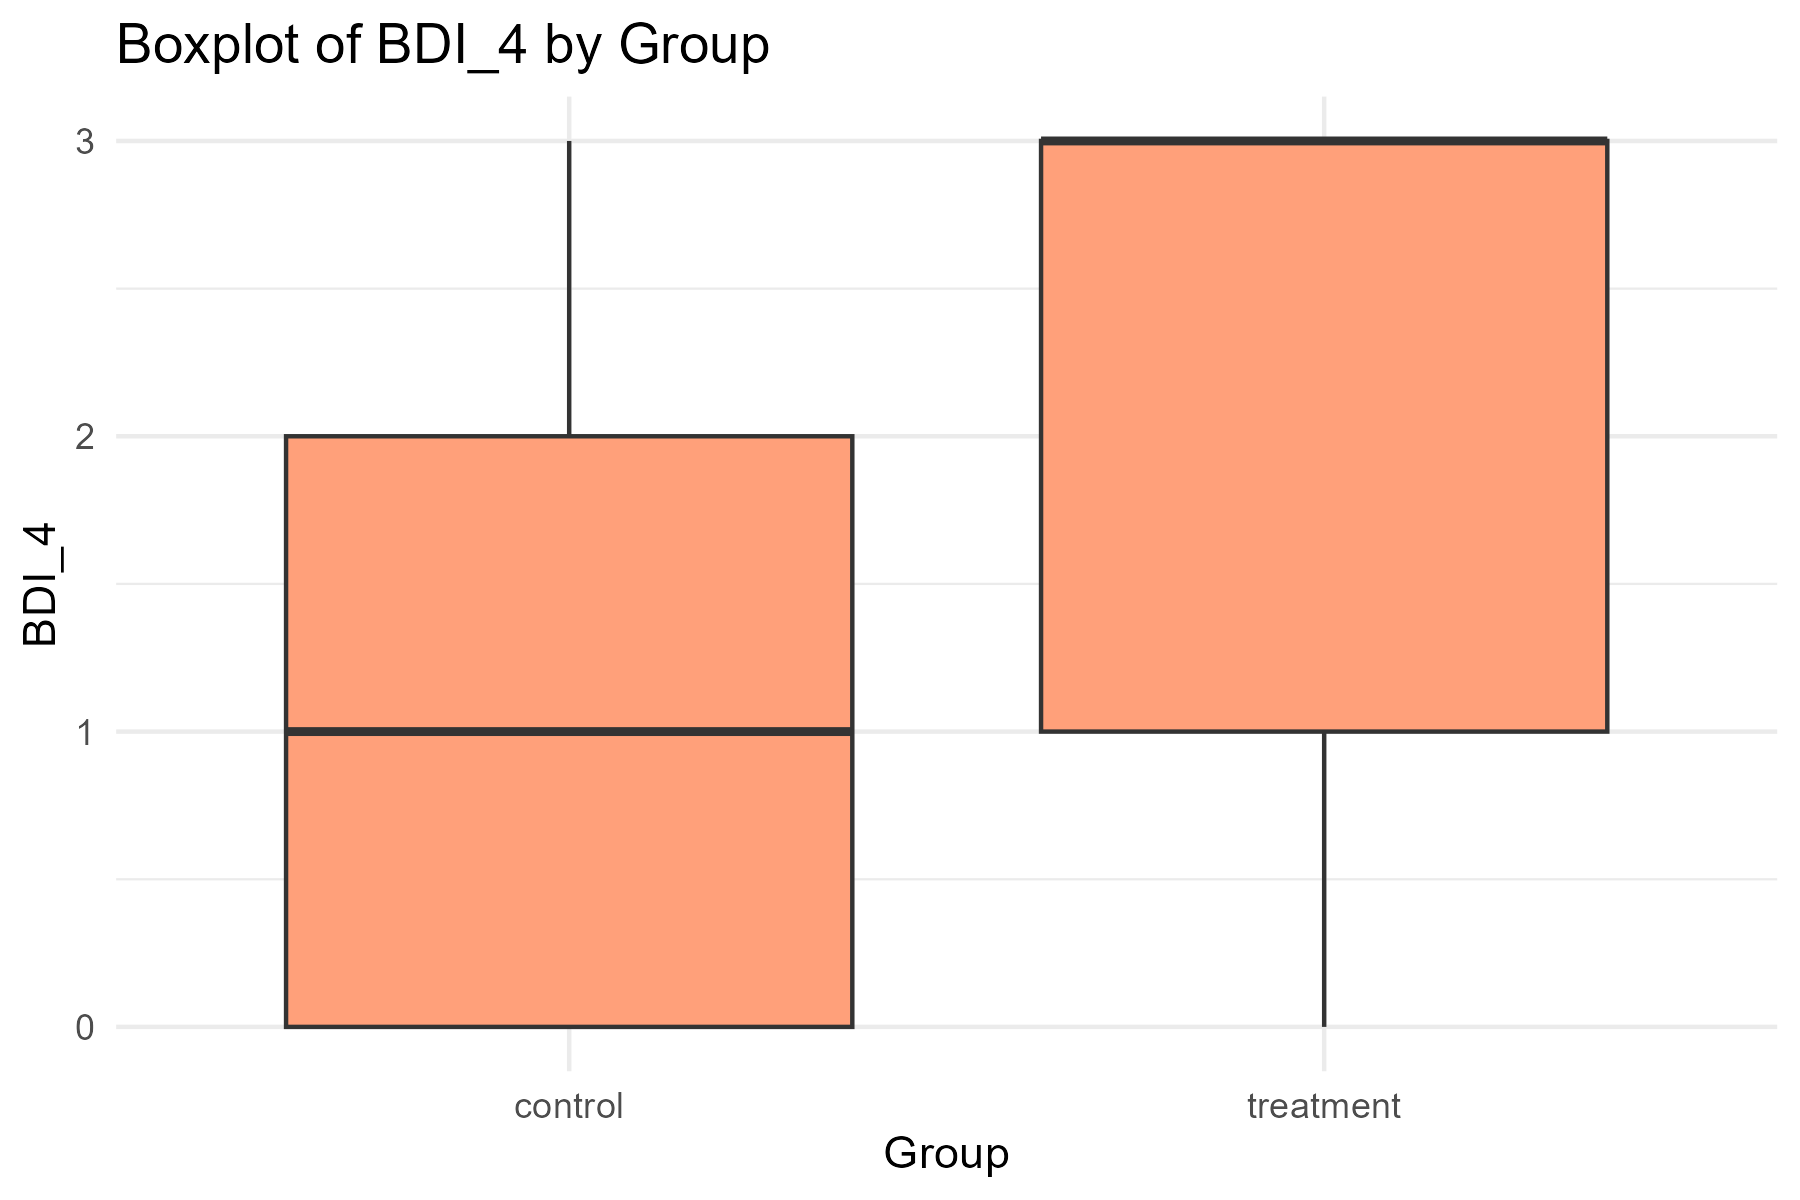 Boxplot of BDI_4 by Group
3
2
1
0
BDI_4
control
treatment
Group